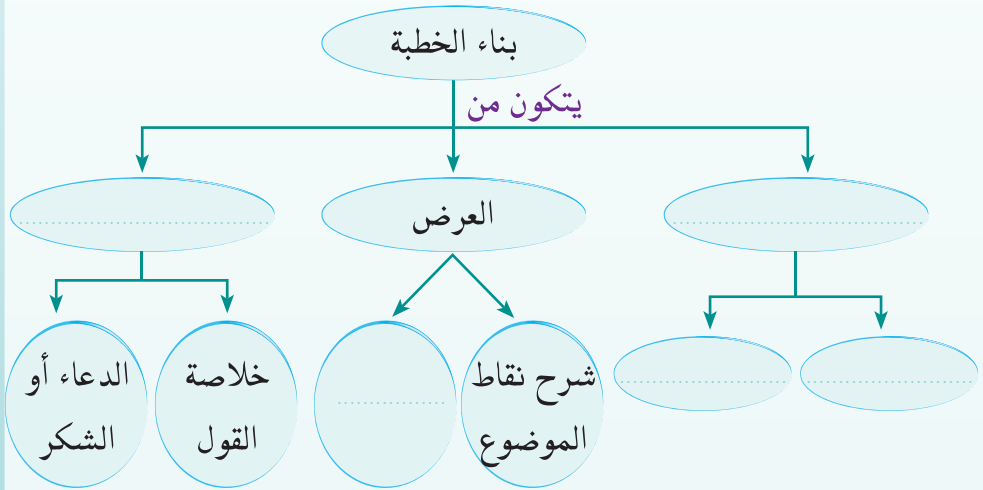 بناء الخطبة
يتكون من
العرض
شرح نقاط
الموضوع
خلاصة
القول
الدعاء أو
الشكر